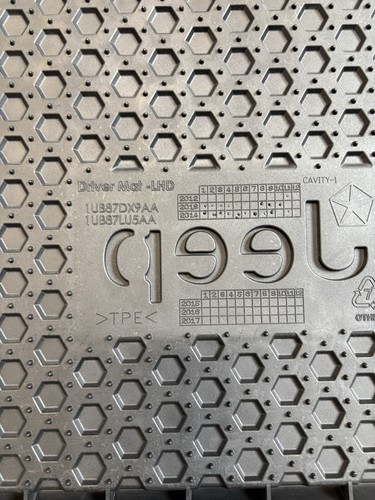 Driver Mat -LHD
1 2 3 4 5 6 7 8 9 10 11 12
CAVITY-1
2012
2013
2014
1UB87DX9AA
1UB87LU5AA
Jeep
1 2 3 4 5 6 7 8 9 10 11 12
2015
2016
2017
>TPE<
7
OTHE